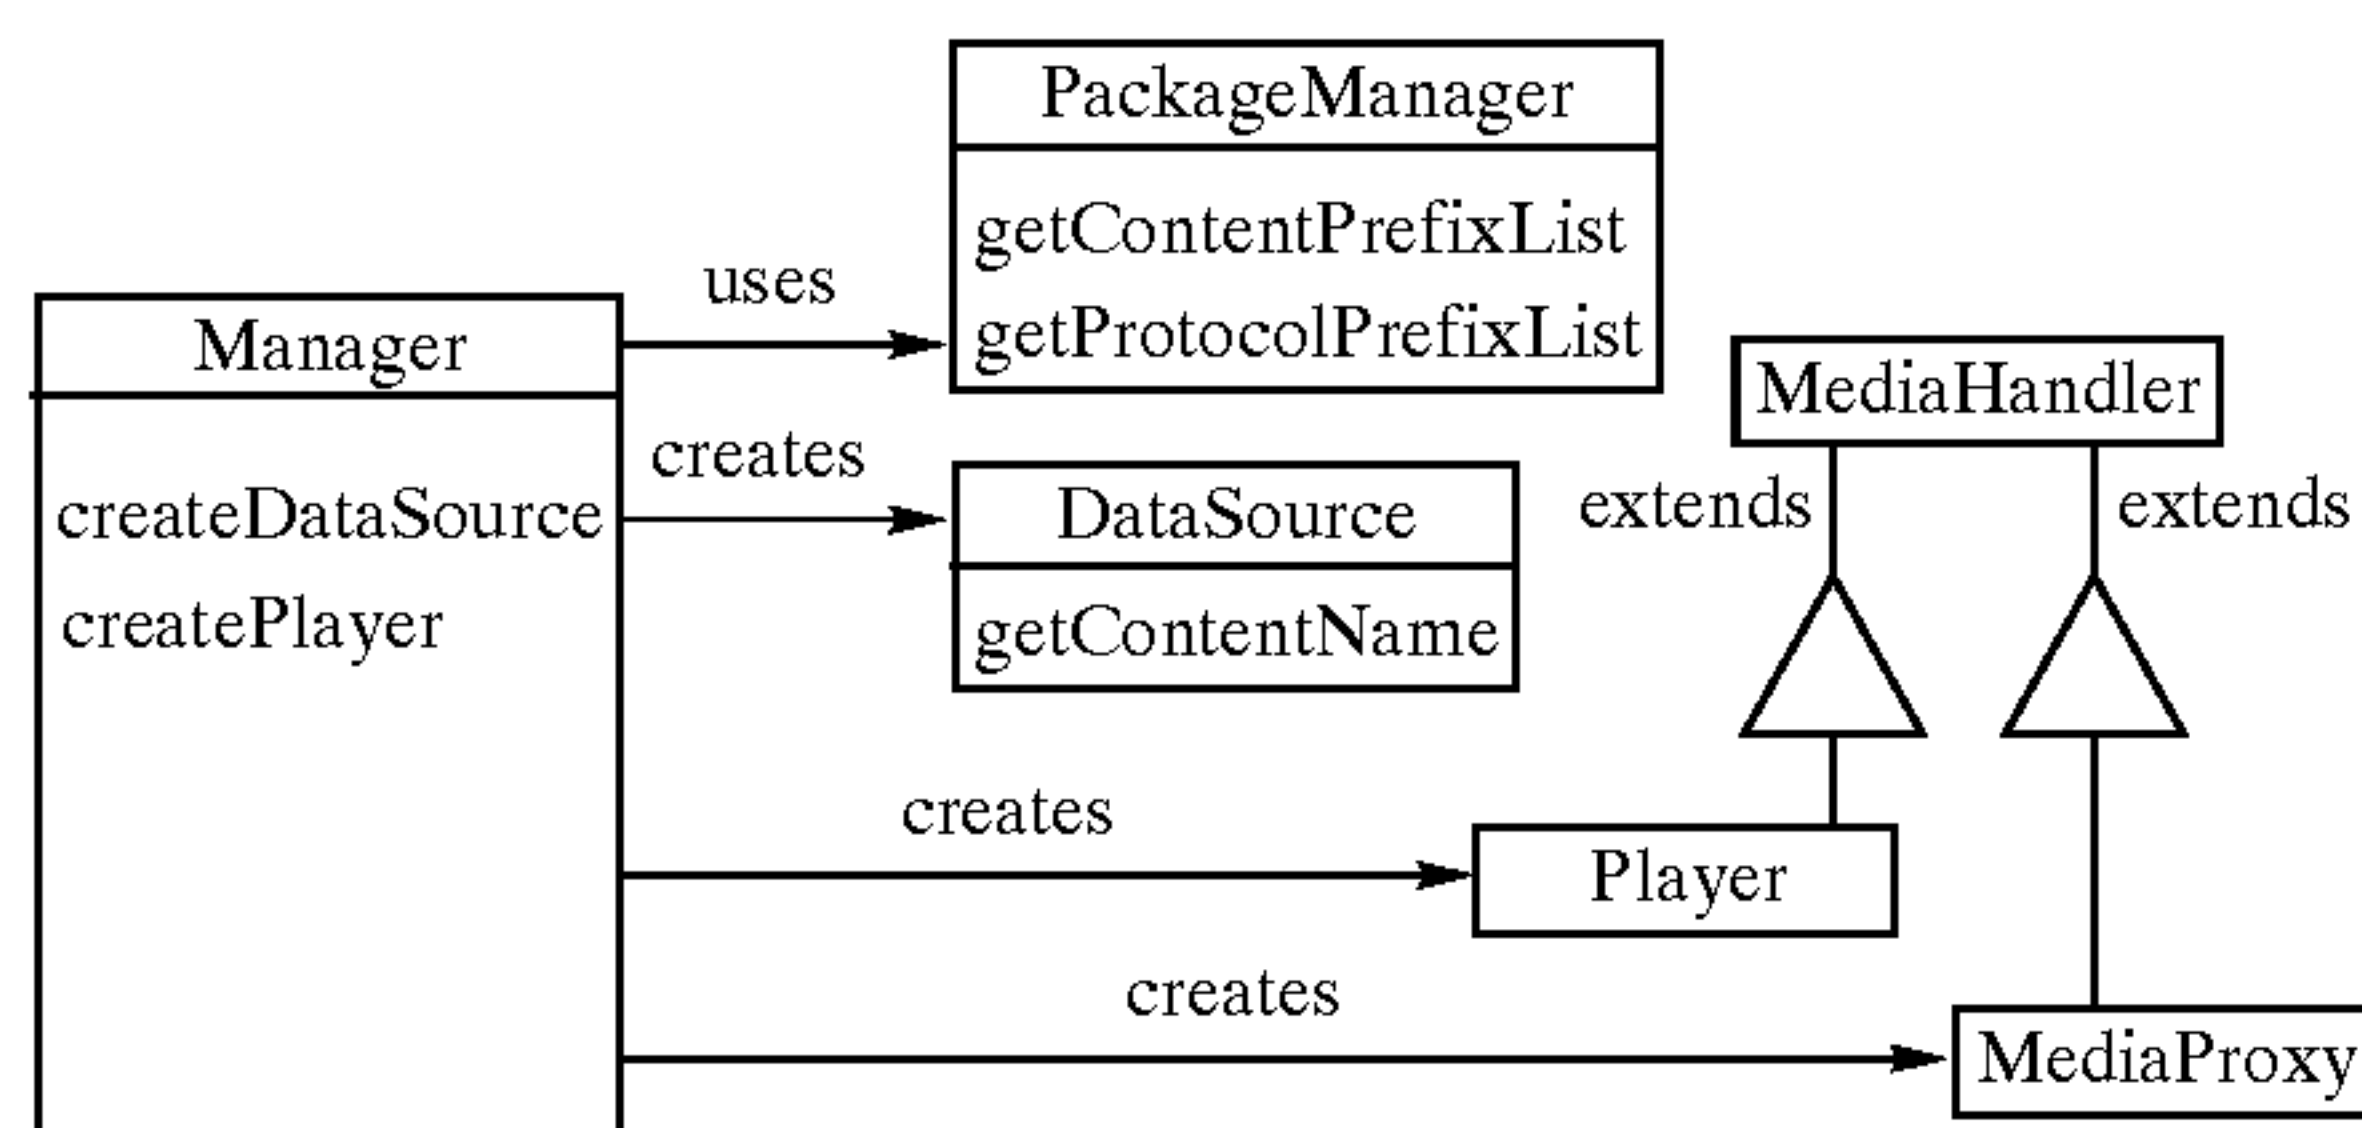 PackageManager
getContentPrefixList
getProtocolPrefixList
uses
Manager
createDataSource
createPlayer
creates
DataSource
getContentName
MediaHandler
extends
extends
creates
Player
creates
MediaProxy